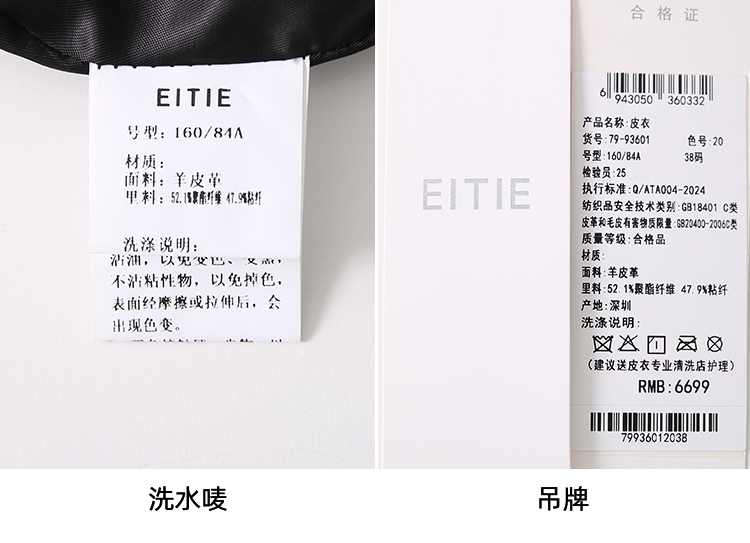 EITIE
号型: 160/84A
材质:
面料: 羊皮革
里料: 52.1%聚酯纤维 47.9%粘纤
洗涤说明:
沾油, 以免变色、变黑,
不沾粘性物, 以免掉色,
表面经摩擦或拉伸后, 会
出现色变。
洗水唛
EITIE
合格证
6 943050 360332
产品名称:皮衣
货号:79-93601 色号:20
号型:160/84A 38码
检验员:25
执行标准:Q/ATA004-2024
纺织品安全技术类别:GB18401 C类
皮革和毛皮有害物质限量:GB20400-2006C类
质量等级:合格品
材质:
面料:羊皮革
里料:52.1%聚酯纤维 47.9%粘纤
产地:深圳
洗涤说明:
(建议送皮衣专业清洗店护理)
RMB:6699
79936012038
吊牌